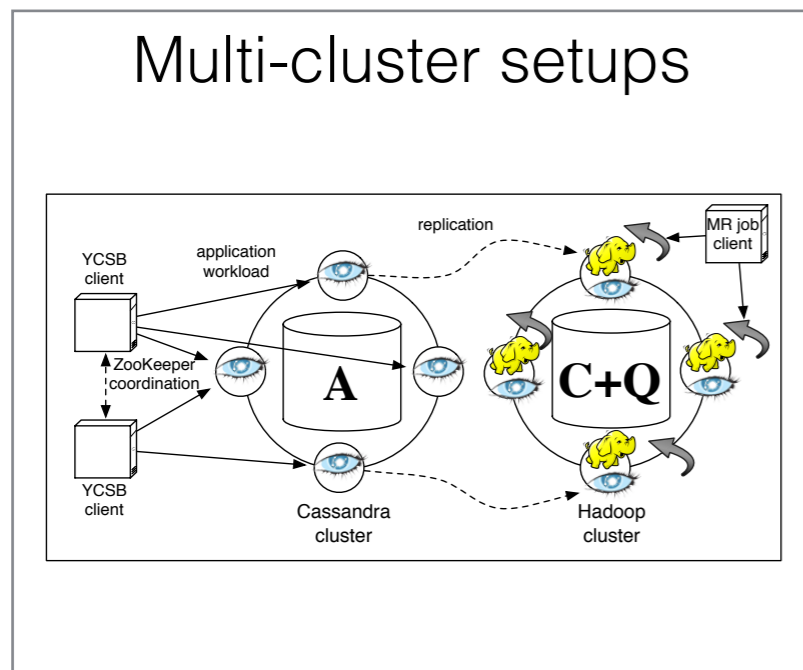 Multi-cluster setups
YCSB
client
application
workload
replication
MR job
client
ZooKeeper
coordination
A
C+Q
YCSB
client
Cassandra
cluster
Hadoop
cluster